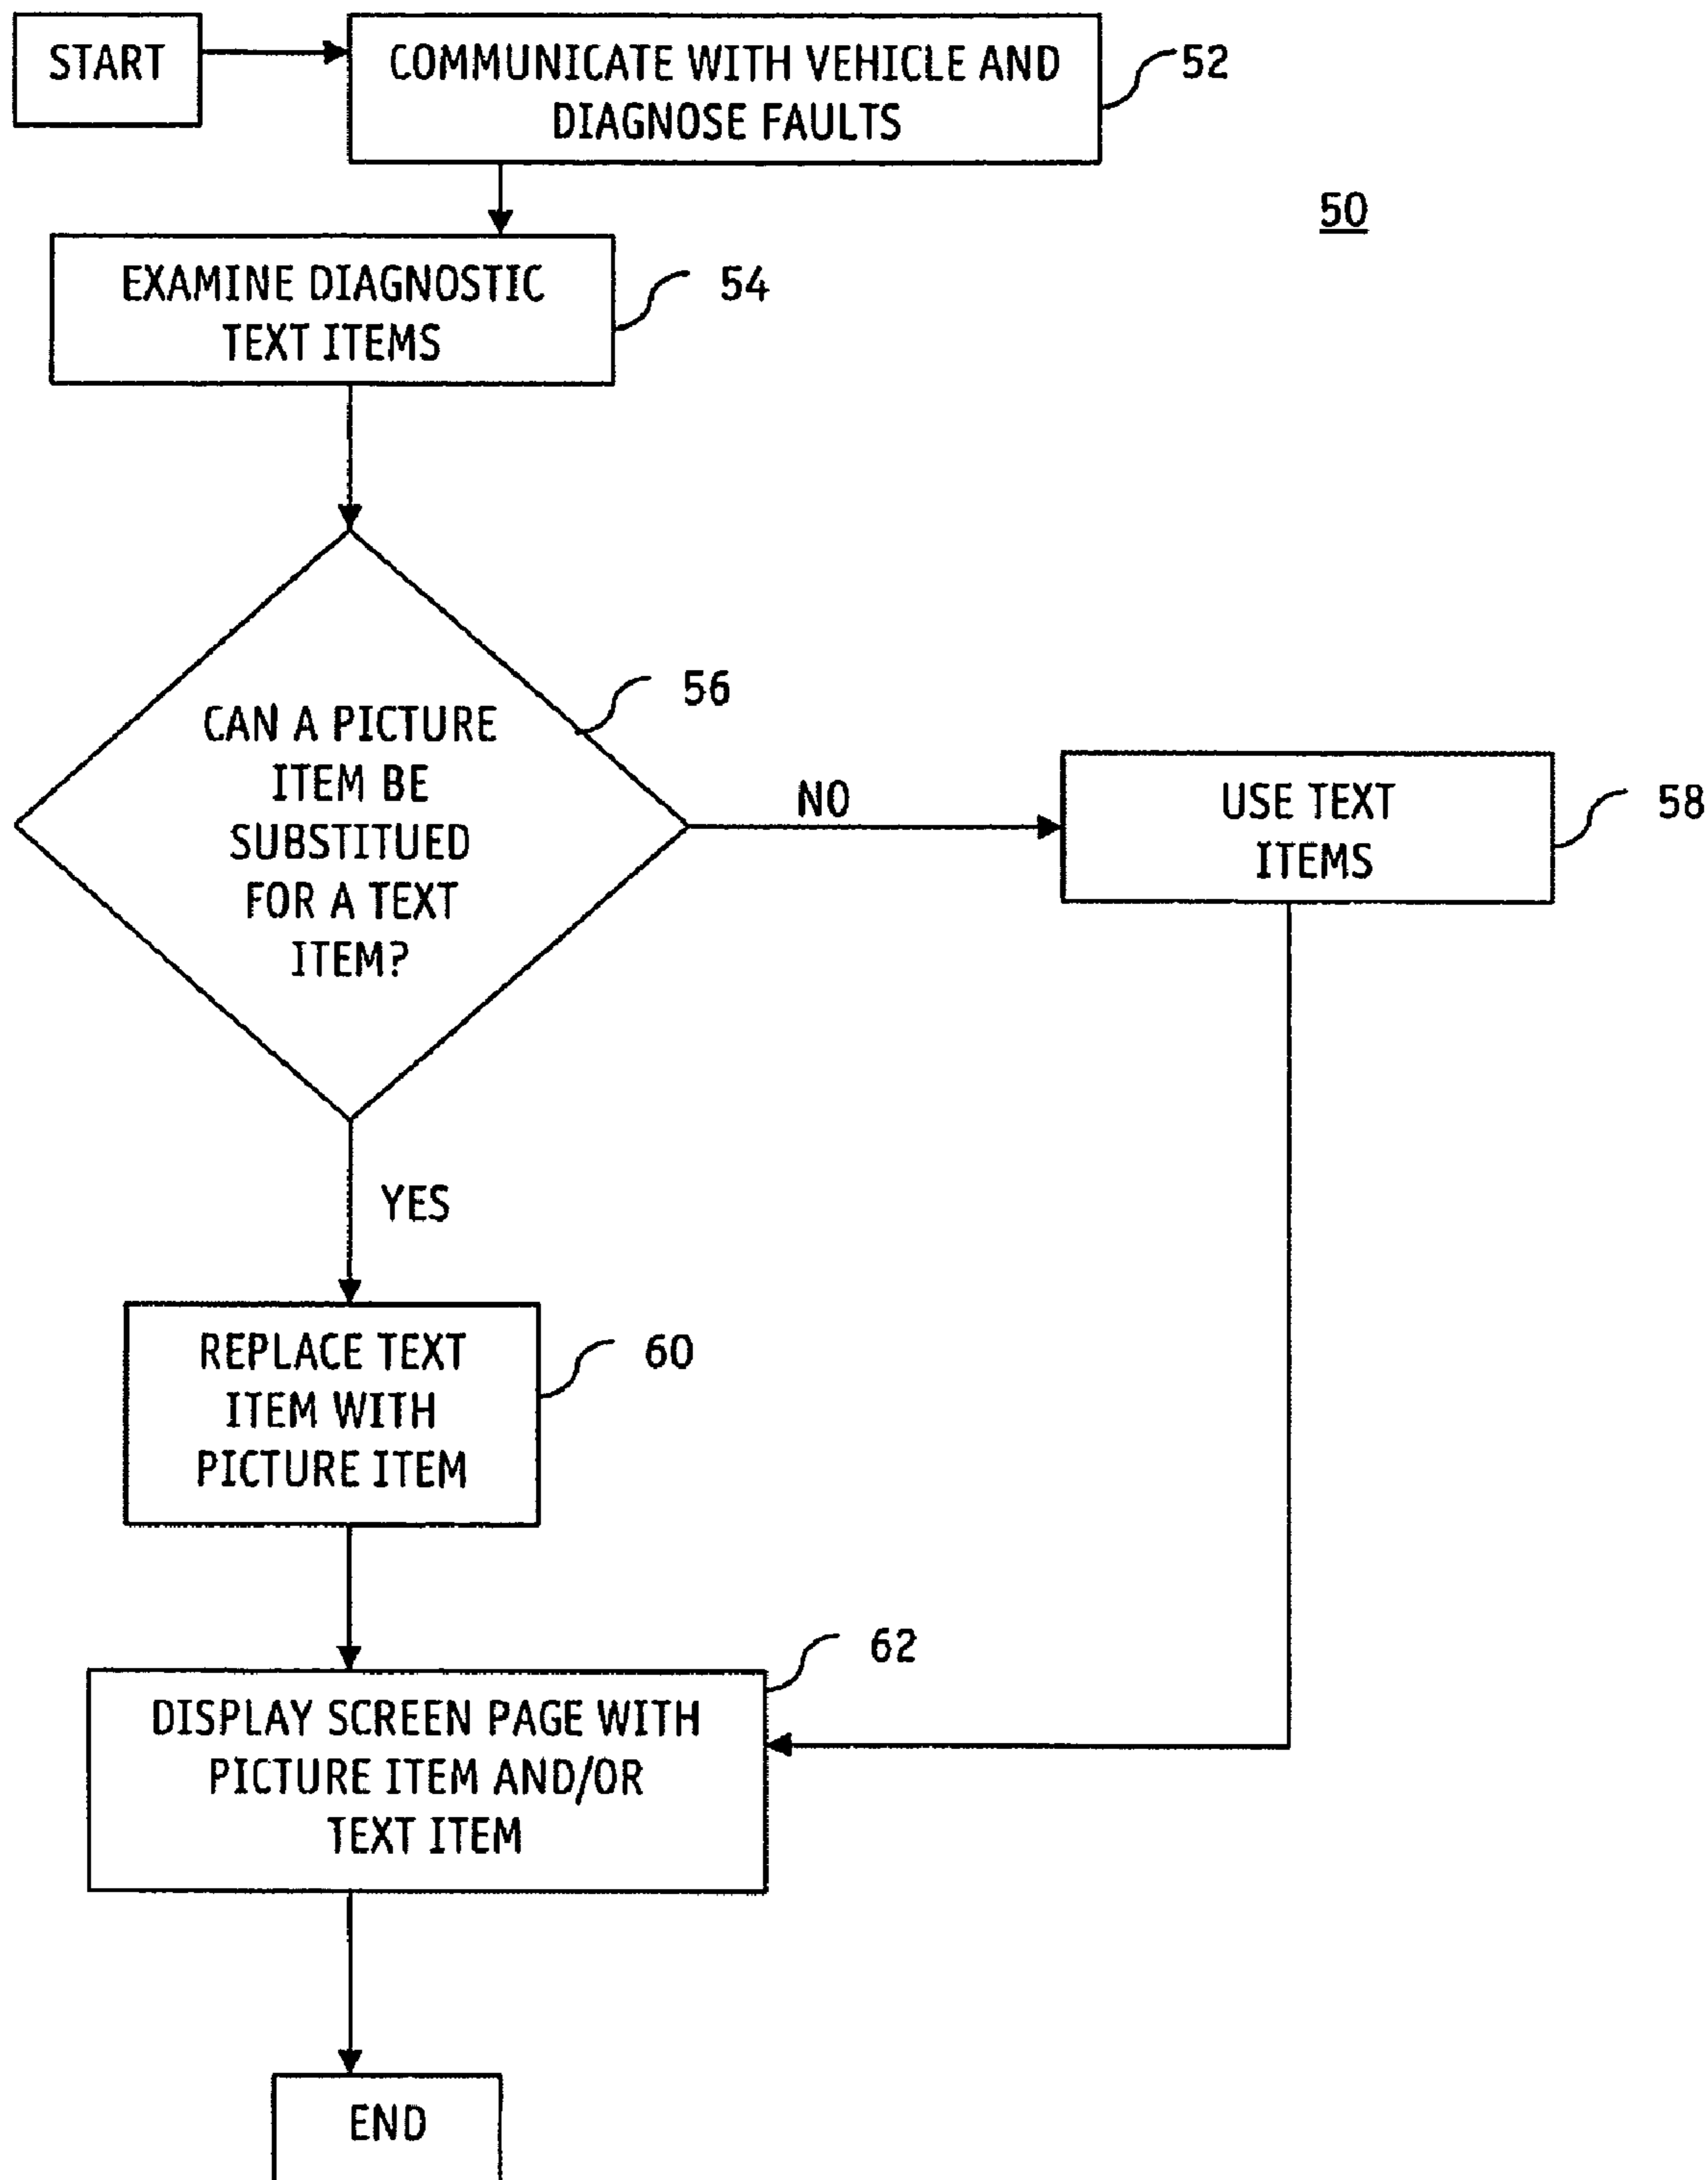 START
COMMUNICATE WITH VEHICLE AND
DIAGNOSE FAULTS
52
50
EXAMINE DIAGNOSTIC
TEXT ITEMS
54
CAN A PICTURE
ITEM BE
SUBSTITUED
FOR A TEXT
ITEM?
56
NO
USE TEXT
ITEMS
58
YES
REPLACE TEXT
ITEM WITH
PICTURE ITEM
60
DISPLAY SCREEN PAGE WITH
PICTURE ITEM AND/OR
TEXT ITEM
62
END